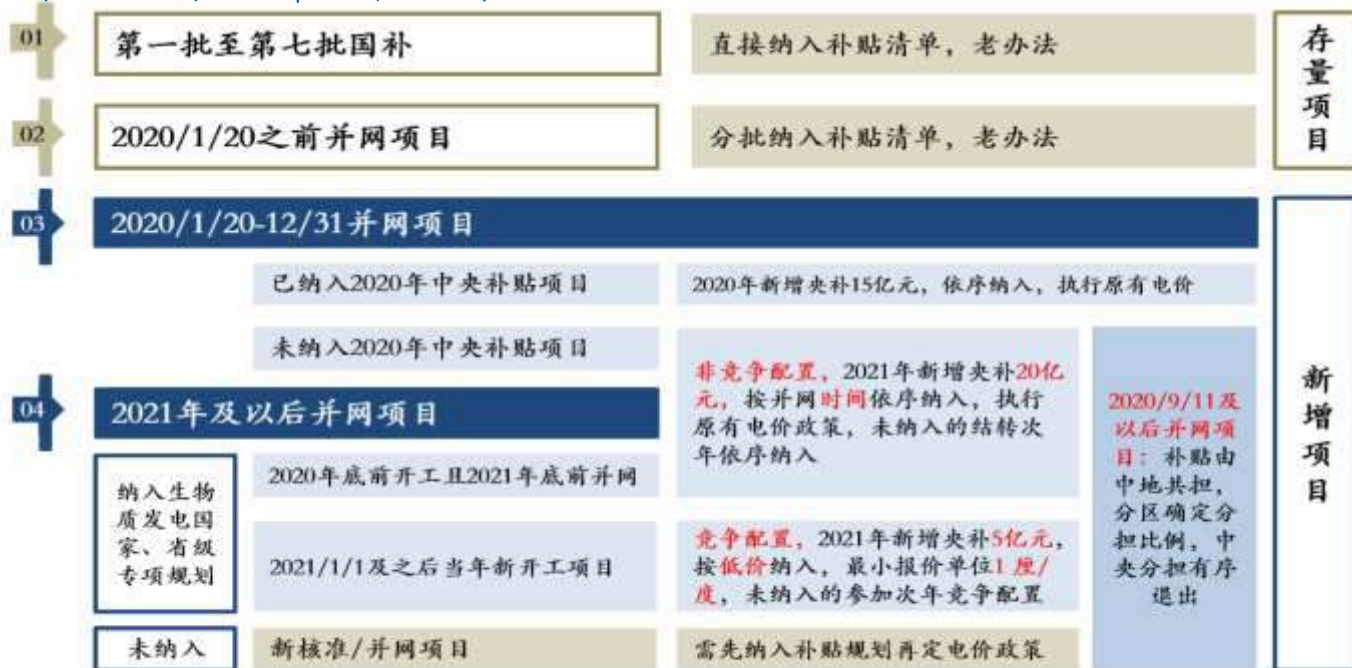 01
第一批至第七批国补
直接纳入补贴清单，老办法
存量项目
02
2020/1/20之前并网项目
分批纳入补贴清单，老办法
03
2020/1/20-12/31并网项目
新增项目
已纳入2020年中央补贴项目
2020年新增央补15亿元，依序纳入，执行原有电价
未纳入2020年中央补贴项目
非竞争配置，2021年新增央补20亿
元，按并网时间依序纳入，执行
原有电价政策，未纳入的结转次
年依序纳入
2020/9/11及
以后并网项
目：补贴由
中地共担，
分区确定分
担比例，中
央分担有序
退出
04
2021年及以后并网项目
纳入生物
质发电国
家、省级
专项规划
2020年底前开工且2021年底前并网
2021/1/1及之后当年新开工项目
竞争配置，2021年新增央补5亿元，
按低价纳入，最小报价单位1厘/
度，未纳入的参加次年竞争配置
未纳入
新核准/并网项目
需先纳入补贴规划再定电价政策